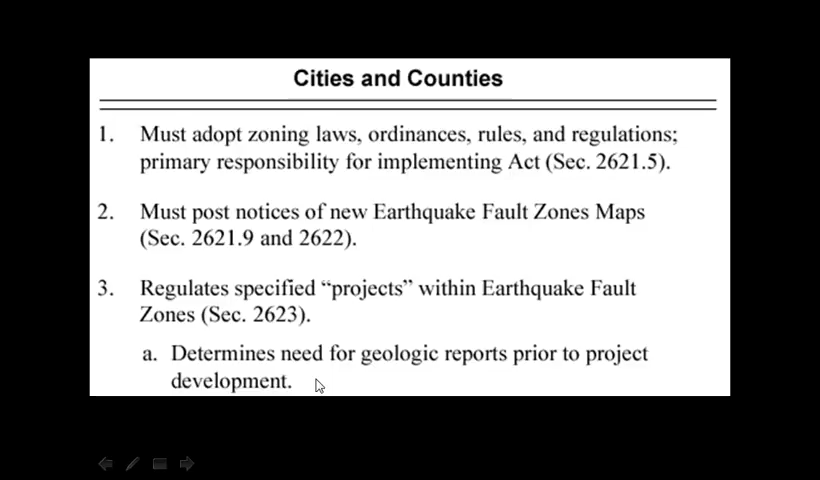 Cities and Counties
1. Must adopt zoning laws, ordinances, rules, and regulations;
primary responsibility for implementing Act (Sec. 2621.5).
2. Must post notices of new Earthquake Fault Zones Maps
(Sec. 2621.9 and 2622).
3. Regulates specified “projects” within Earthquake Fault
Zones (Sec. 2623).
a. Determines need for geologic reports prior to project
development.